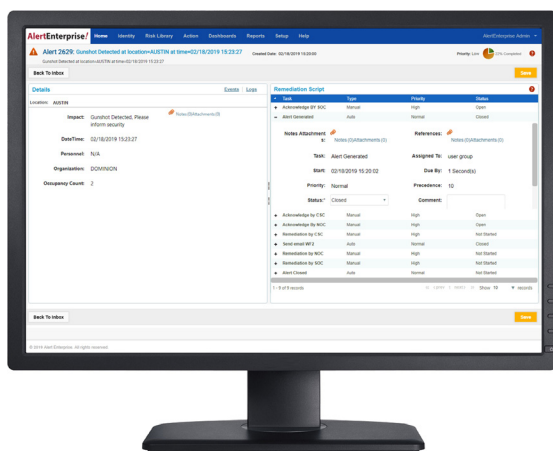 AlertEnterprise! Home Identity Risk Library Action Dashboards Reports Setup Help AlertEnterprise Admin
Alert 2629: Gunshot Detected at location=AUSTIN at time=02/18/2019 15:23:27 Created Date: 02/18/2019 15:20:00 Priority: Low 22% Completed
Gunshot Detected at location=AUSTIN at time=02/18/2019 15:23:27
Back To Inbox Save
Details Events | Logs
Location: AUSTIN
Impact: Gunshot Detected, Please inform security
Notes(0)Attachments(0)
DateTime: 02/18/2019 15:23:27
Personnel: N/A
Organization: DOMINION
Occupancy Count: 2
Remediation Script
Task Type Priority Status
+ Acknowledge BY SOC Manual High Open
− Alert Generated Auto Normal Closed
Notes Attachment s: Notes (0)Attachments (0) References: Notes (0)Attachments (0)
Task: Alert Generated Assigned To: user group
Start: 02/18/2019 15:20:02 Due By: 1 Second(s)
Priority: Normal Precedence: 10
Status:* Closed Comment:
+ Acknowledge by CSC Manual High Open
+ Acknowledge By NOC Manual High Open
+ Remediation by CSC Manual High Not Started
+ Send email WF2 Auto Normal Closed
+ Remediation by NOC Manual High Not Started
+ Remediation by SOC Manual High Not Started
+ Alert Closed Auto Normal Not Started
1 - 9 of 9 records Show 10 records
Back To Inbox Save
© 2019 Alert Enterprise. All rights reserved.